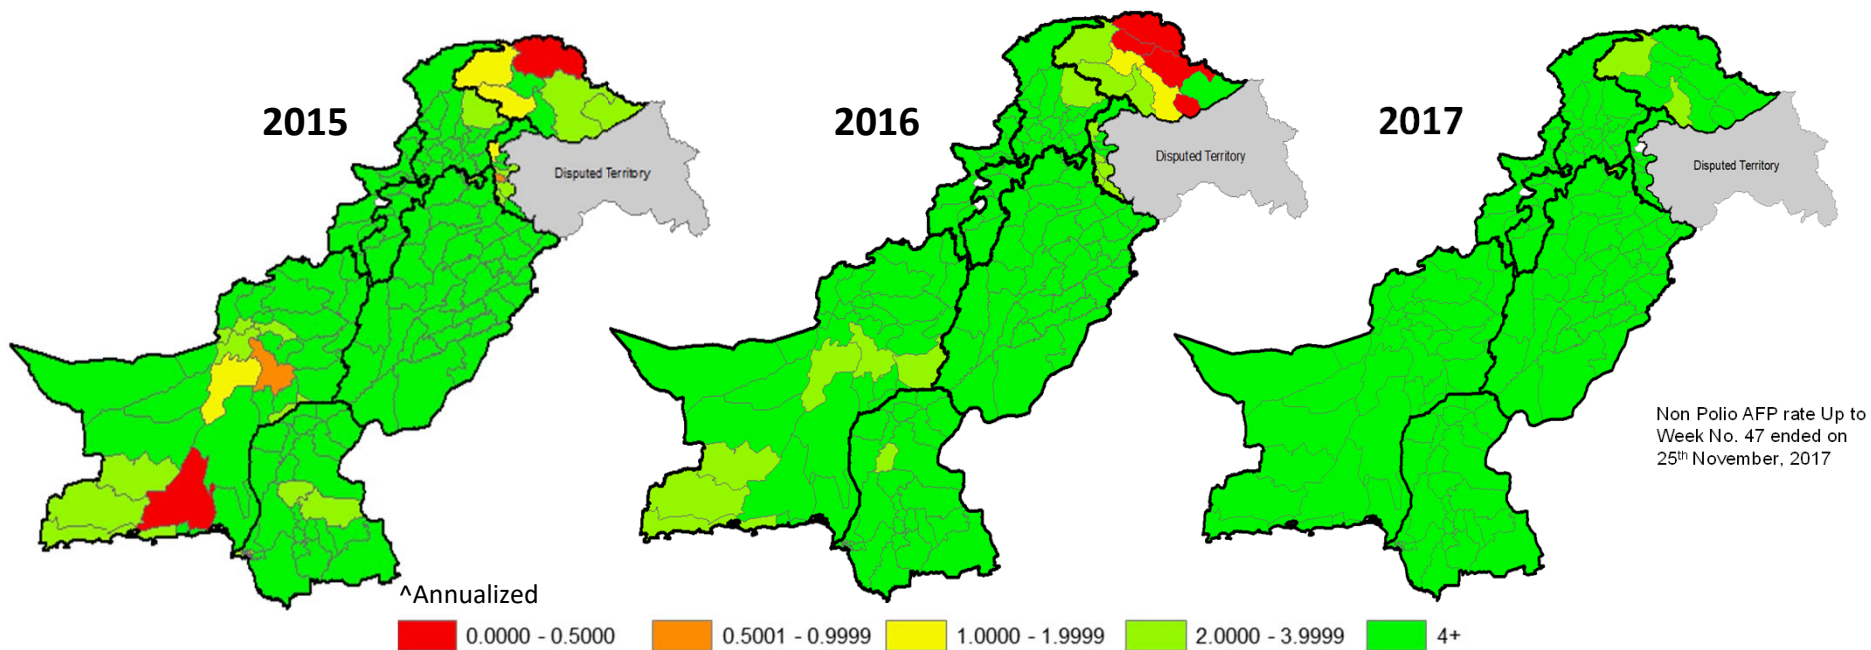 2015
2016
2017
Disputed Territory
Disputed Territory
Disputed Territory
Non Polio AFP rate Up to
Week No. 47 ended on
25th November, 2017
^Annualized
0.0000 - 0.5000
0.5001 - 0.9999
1.0000 - 1.9999
2.0000 - 3.9999
4+